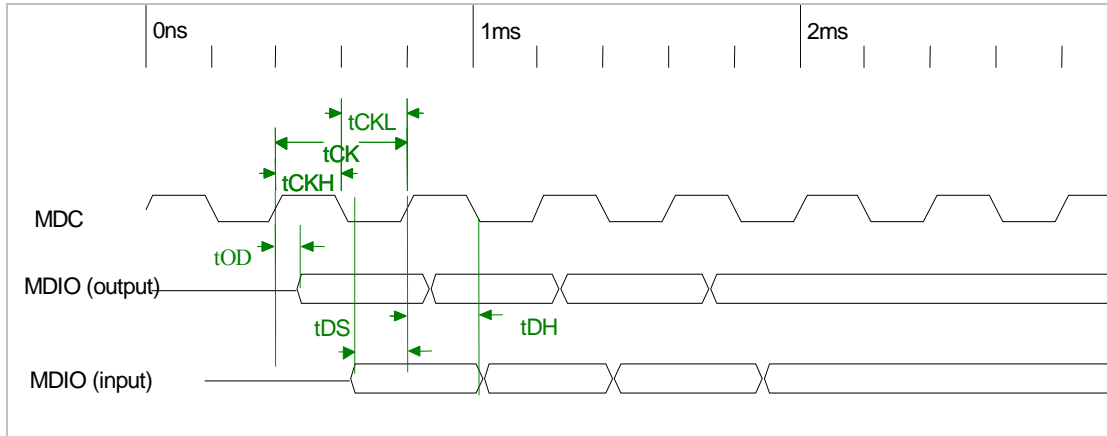 0ns 1ms 2ms
tCKL
tCK
tCKH
MDC
tOD
MDIO (output)
tDS tDH
MDIO (input)